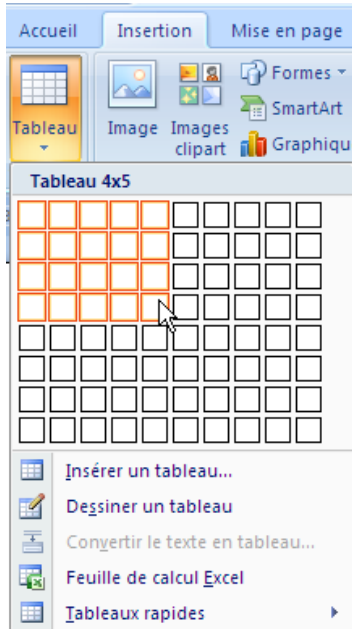 Accueil Insertion Mise en page
Formes
SmartArt
Tableau Image Images clipart Graphiqu
Tableau 4x5
Insérer un tableau...
Dessiner un tableau
Convertir le texte en tableau...
Feuille de calcul Excel
Tableaux rapides